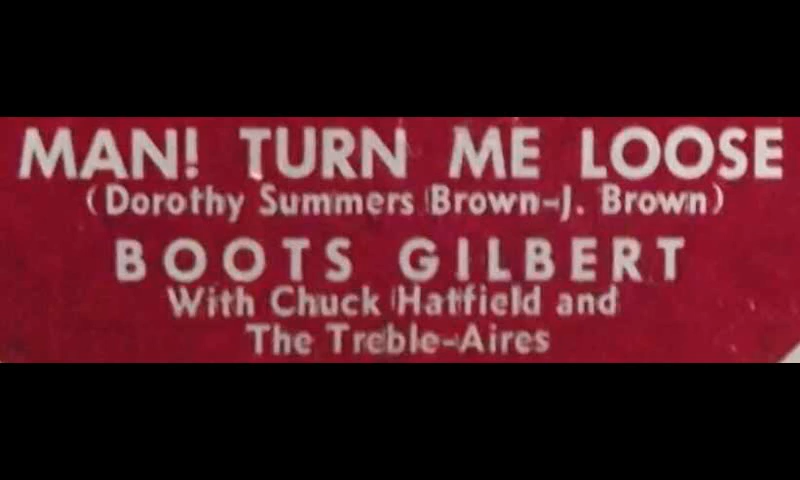 MAN! TURN ME LOOSE
(Dorothy Summers Brown-J. Brown)
BOOTS GILBERT
With Chuck Hatfield and
The Treble-Aires